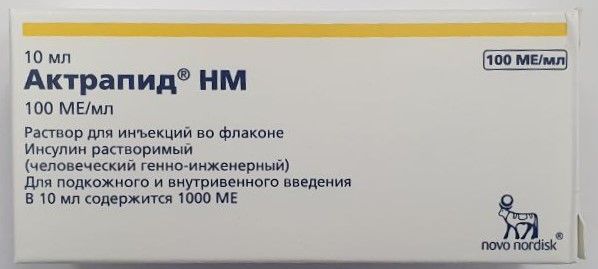 10 мл
Актрапид® НМ
100 МЕ/мл
100 МЕ/мл
Раствор для инъекций во флаконе
Инсулин растворимый
(человеческий генно-инженерный)
Для подкожного и внутривенного введения
В 10 мл содержится 1000 МЕ
novo nordisk®